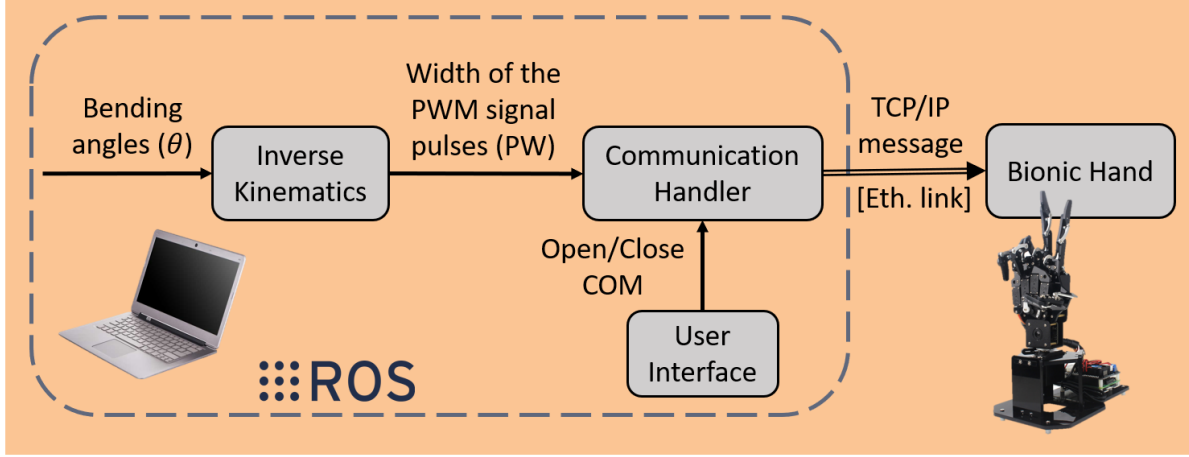 Bending
angles (θ)
Inverse
Kinematics
Width of the
PWM signal
pulses (PW)
Communication
Handler
TCP/IP
message
[Eth. link]
Bionic Hand
Open/Close
COM
User
Interface
ROS